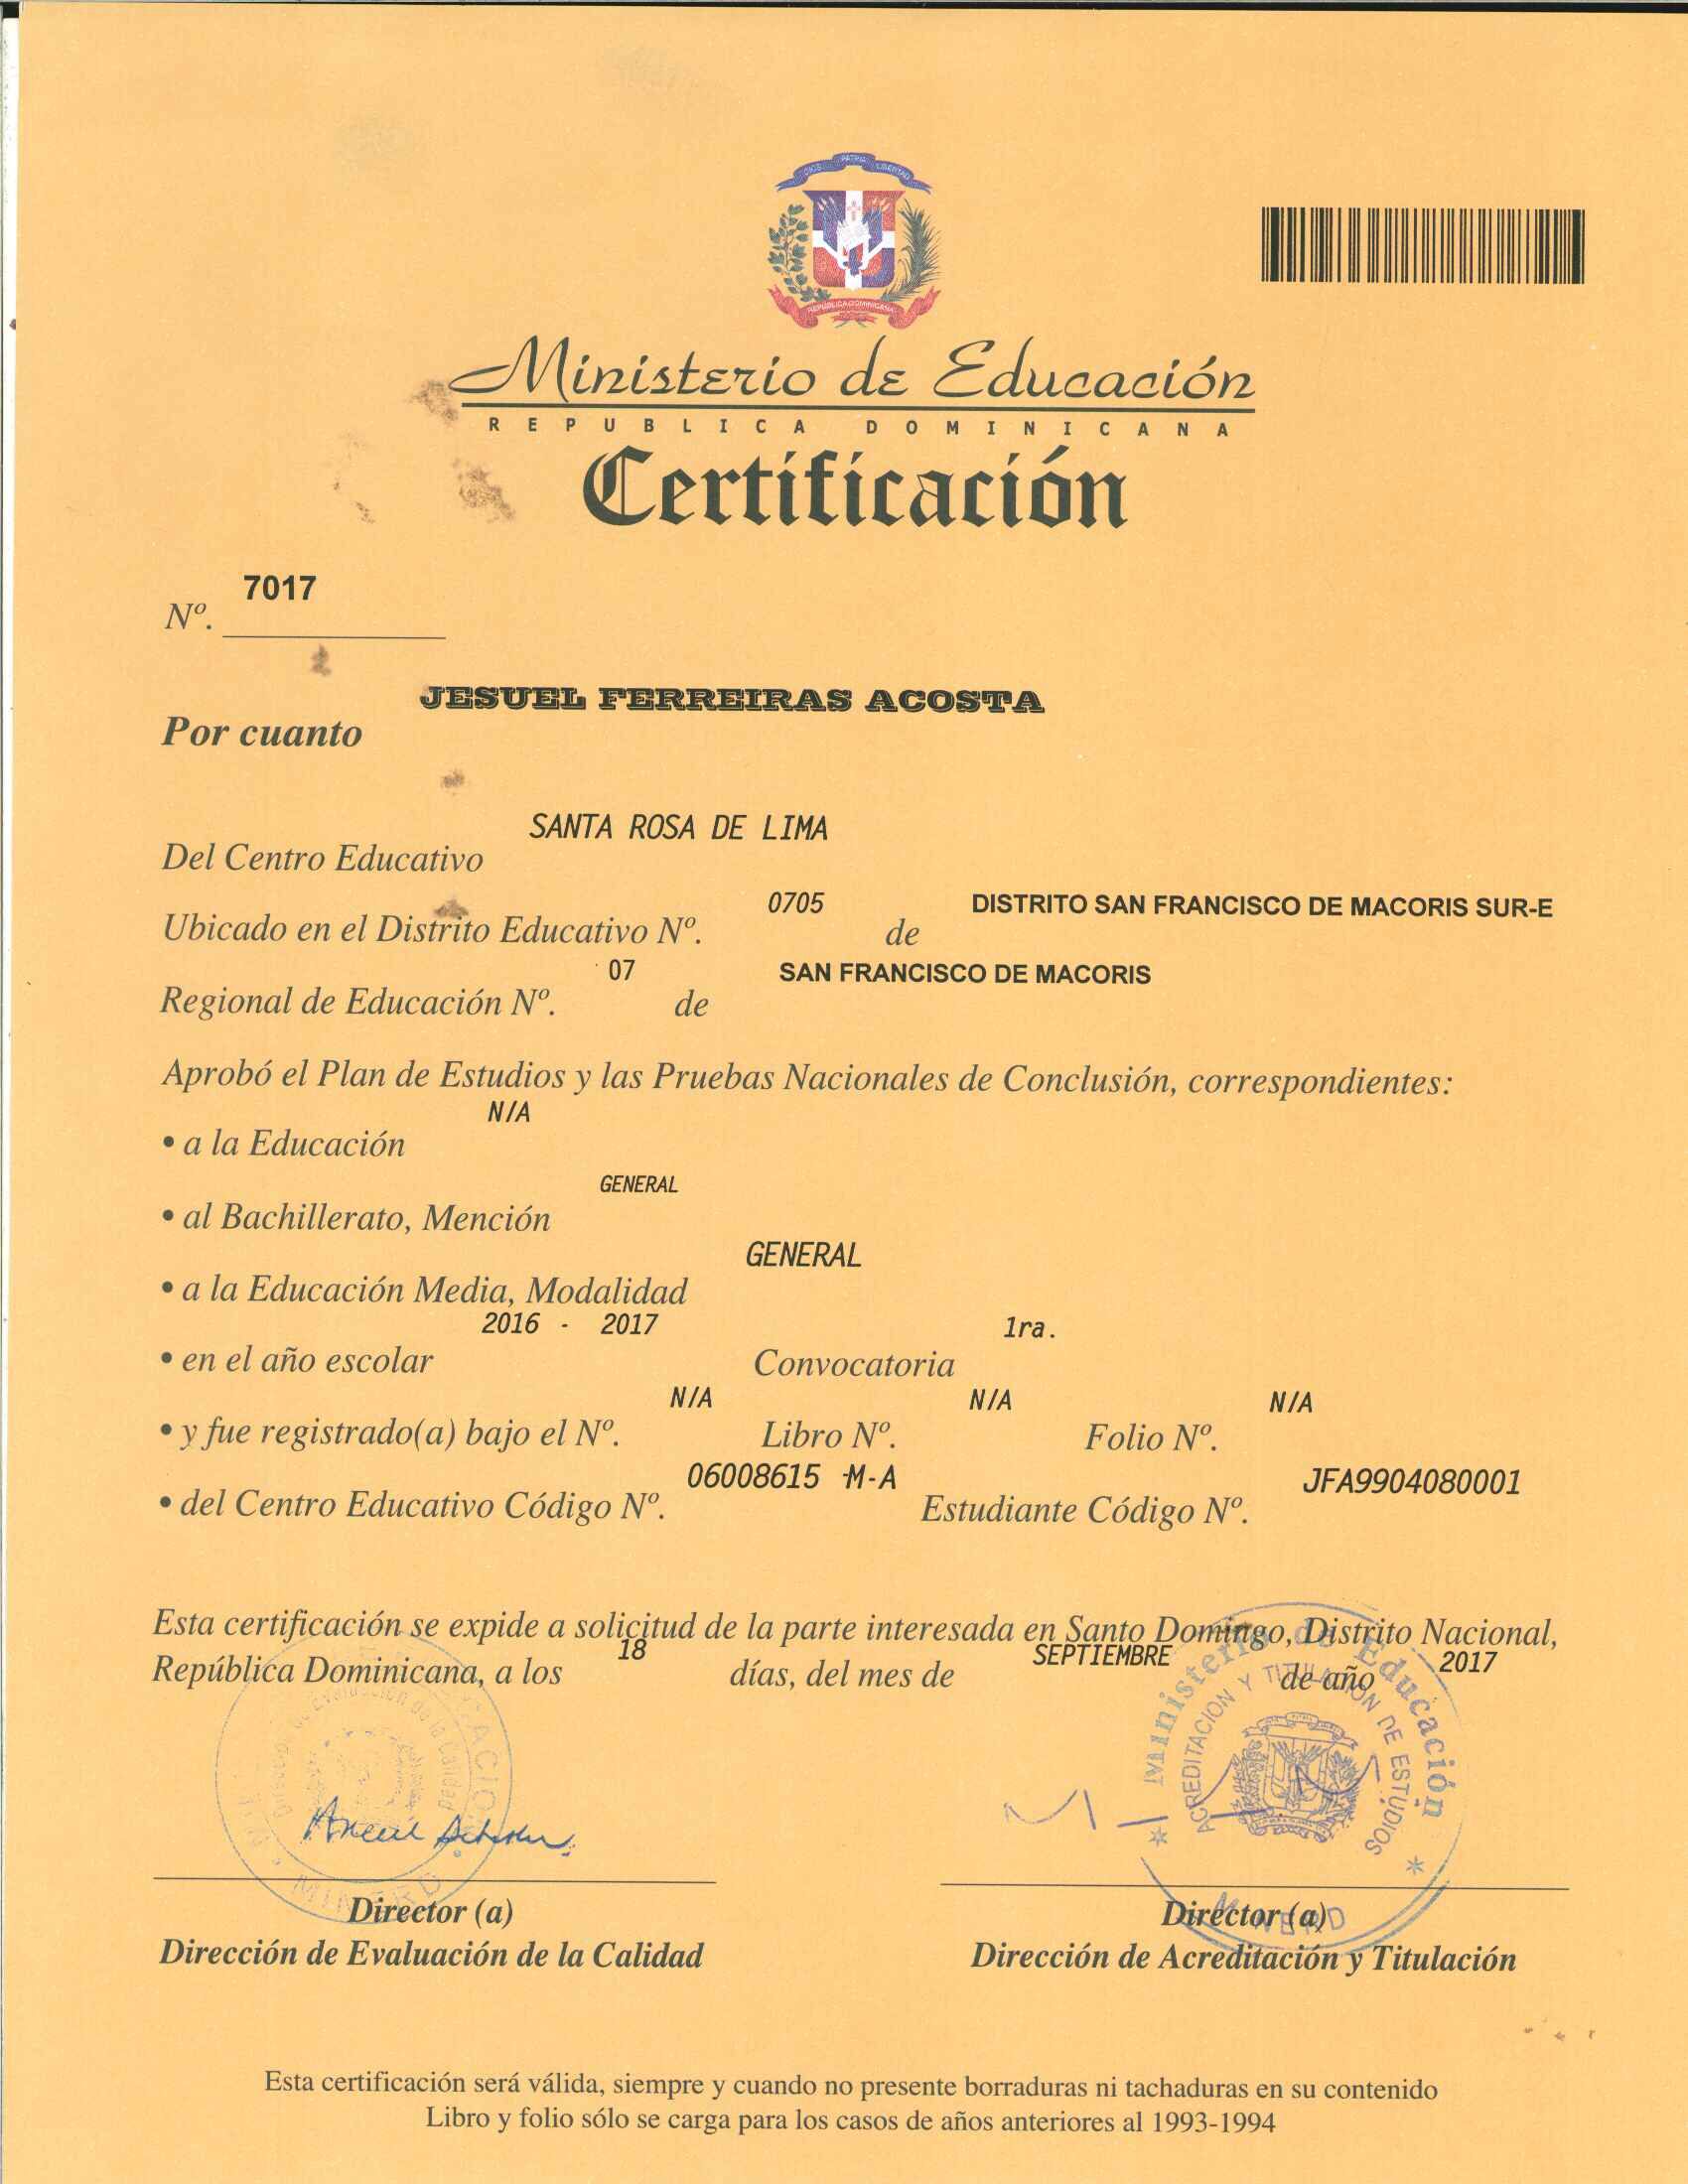 DIOS PATRIA LIBERTAD
REPUBLICA DOMINICANA
Ministerio de Educación
REPUBLICA DOMINICANA
Certificación
7017
Nº.
JESUEL FERREIRAS ACOSTA
Por cuanto
SANTA ROSA DE LIMA
Del Centro Educativo
0705 DISTRITO SAN FRANCISCO DE MACORIS SUR-E
Ubicado en el Distrito Educativo Nº. de
07 SAN FRANCISCO DE MACORIS
Regional de Educación Nº. de
Aprobó el Plan de Estudios y las Pruebas Nacionales de Conclusión, correspondientes:
N/A
• a la Educación
GENERAL
• al Bachillerato, Mención
GENERAL
• a la Educación Media, Modalidad
2016 - 2017 1ra.
• en el año escolar Convocatoria
N/A N/A N/A
• y fue registrado(a) bajo el Nº. Libro Nº. Folio Nº.
06008615 -M-A JFA9904080001
• del Centro Educativo Código Nº. Estudiante Código Nº.
Esta certificación se expide a solicitud de la parte interesada en Santo Domingo, Distrito Nacional,
18 SEPTIEMBRE 2017
República Dominicana, a los días, del mes de de año
Ministerio de Educación
ACREDITACION Y TITULACION DE ESTUDIOS
MINERD
Evaluación de la Calidad
MINERD
Director (a) Director (a)
Dirección de Evaluación de la Calidad Dirección de Acreditación y Titulación
Esta certificación será válida, siempre y cuando no presente borraduras ni tachaduras en su contenido
Libro y folio sólo se carga para los casos de años anteriores al 1993-1994